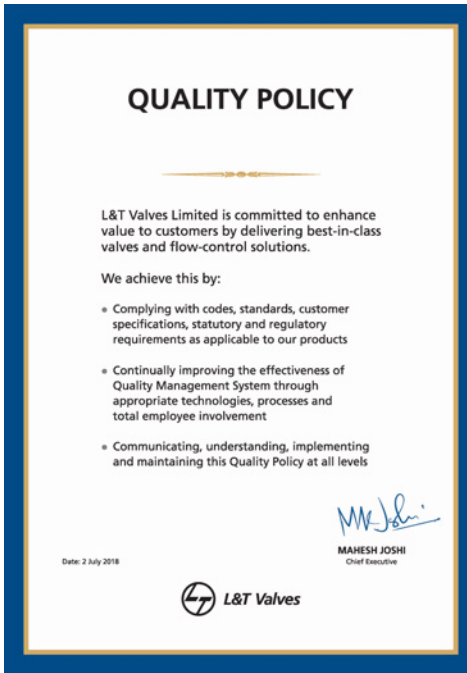 QUALITY POLICY
L&T Valves Limited is committed to enhance
value to customers by delivering best-in-class
valves and flow-control solutions.
We achieve this by:
• Complying with codes, standards, customer
specifications, statutory and regulatory
requirements as applicable to our products
• Continually improving the effectiveness of
Quality Management System through
appropriate technologies, processes and
total employee involvement
• Communicating, understanding, implementing
and maintaining this Quality Policy at all levels
MKJoshi
MAHESH JOSHI
Chief Executive
Date: 2 July 2018
L&T Valves